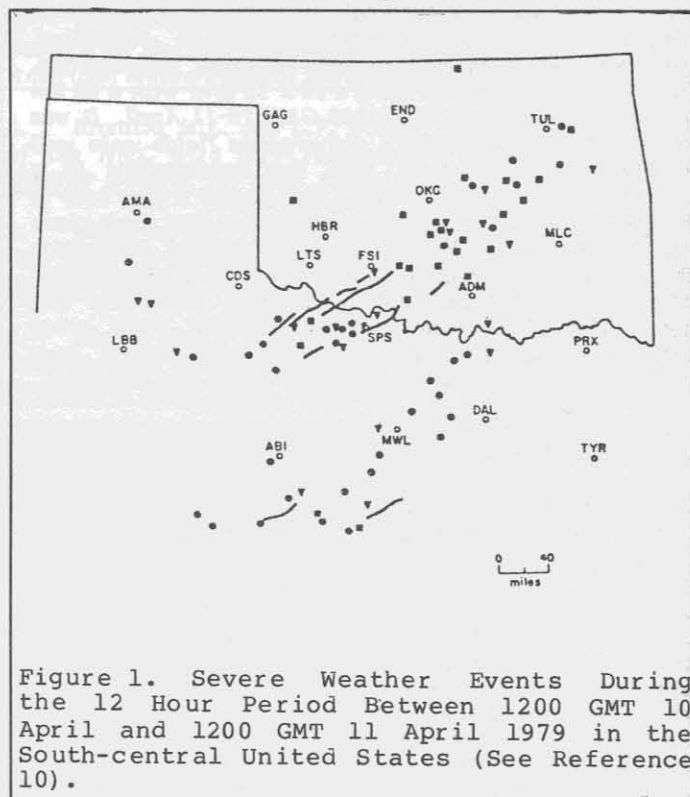 GAG
END
TUL
AMA
OKC
HBR
MLC
LTS
FSI
CDS
ADM
LBB
SPS
PRX
DAL
ABI
MWL
TYR
0 40
miles
Figure 1. Severe Weather Events During
the 12 Hour Period Between 1200 GMT 10
April and 1200 GMT 11 April 1979 in the
South-central United States (See Reference
10).